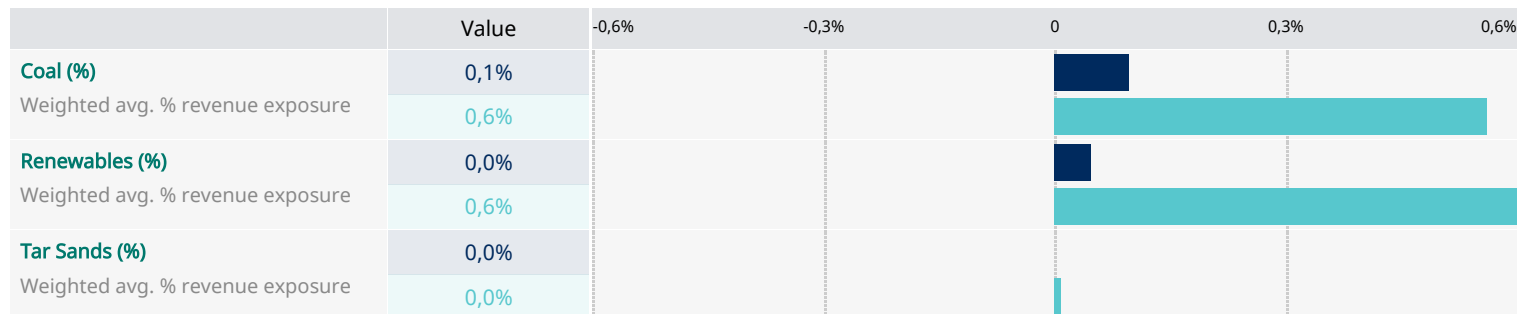 Value -0,6% -0,3% 0 0,3% 0,6%
Coal (%) 0,1%
Weighted avg. % revenue exposure 0,6%
Renewables (%) 0,0%
Weighted avg. % revenue exposure 0,6%
Tar Sands (%) 0,0%
Weighted avg. % revenue exposure 0,0%